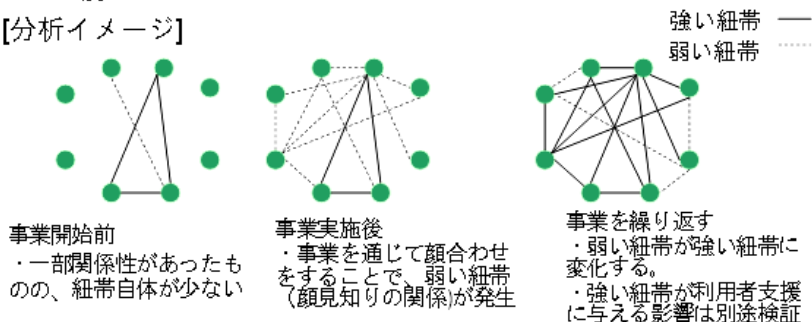 [分析イメージ]
強い紐帯
弱い紐帯
事業開始前
・一部関係性があったも
のの、紐帯自体が少ない
事業実施後
・事業を通じて顔合わせ
をすることで、弱い紐帯
(顔見知りの関係)が発生
事業を繰り返す
・弱い紐帯が強い紐帯に
変化する。
・強い紐帯が利用者支援
に与える影響は別途検証